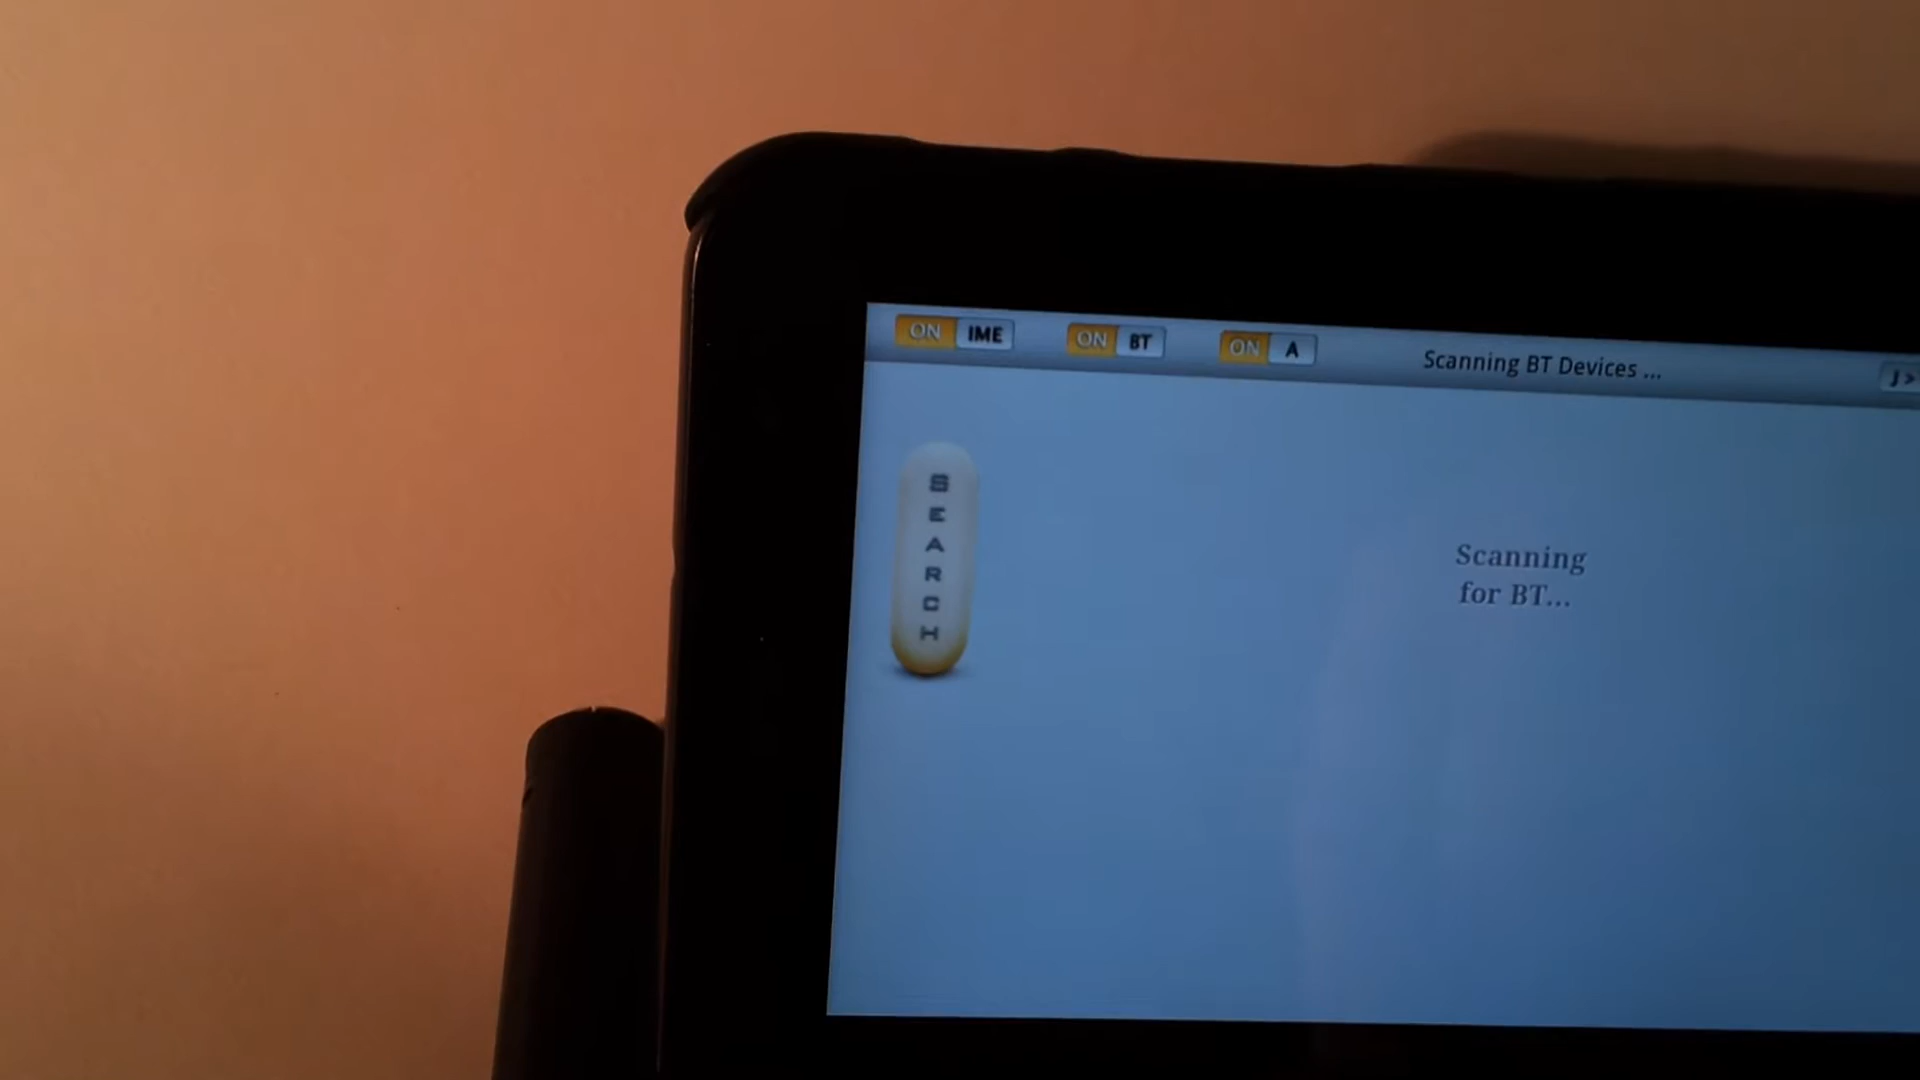 ON IME ON BT ON A Scanning BT Devices ... J >
SEARCH
Scanning
for BT...